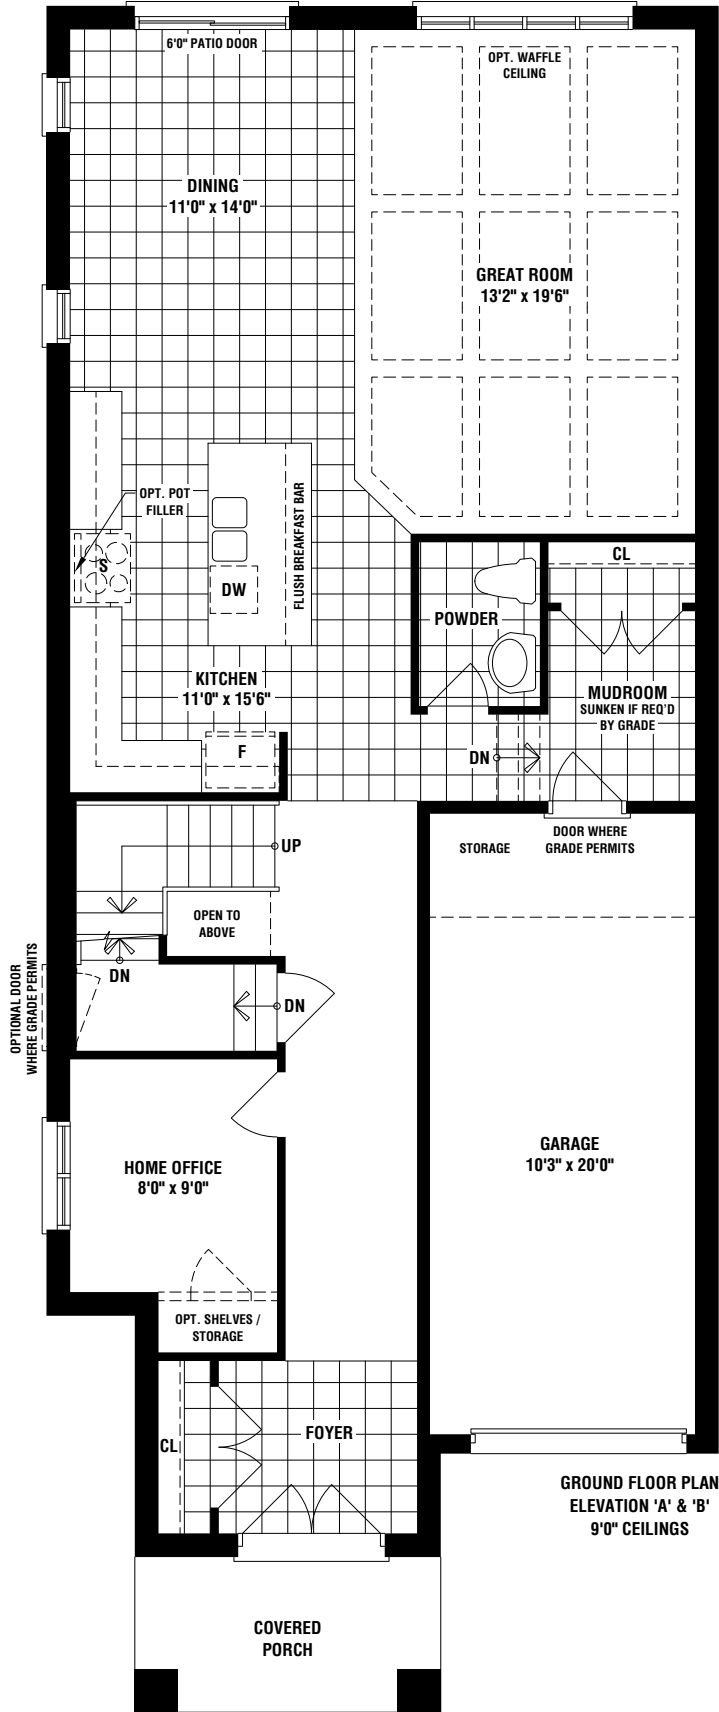 6'0" PATIO DOOR
OPT. WAFFLE
CEILING
DINING
11'0" x 14'0"
GREAT ROOM
13'2" x 19'6"
OPT. POT
FILLER
S
DW
FLUSH BREAKFAST BAR
CL
POWDER
KITCHEN
11'0" x 15'6"
MUDROOM
SUNKEN IF REQ'D
BY GRADE
F
DN
DOOR WHERE
GRADE PERMITS
STORAGE
UP
OPEN TO
ABOVE
DN
DN
OPTIONAL DOOR
WHERE GRADE PERMITS
GARAGE
10'3" x 20'0"
HOME OFFICE
8'0" x 9'0"
OPT. SHELVES /
STORAGE
CL
FOYER
GROUND FLOOR PLAN
ELEVATION 'A' & 'B'
9'0" CEILINGS
COVERED
PORCH